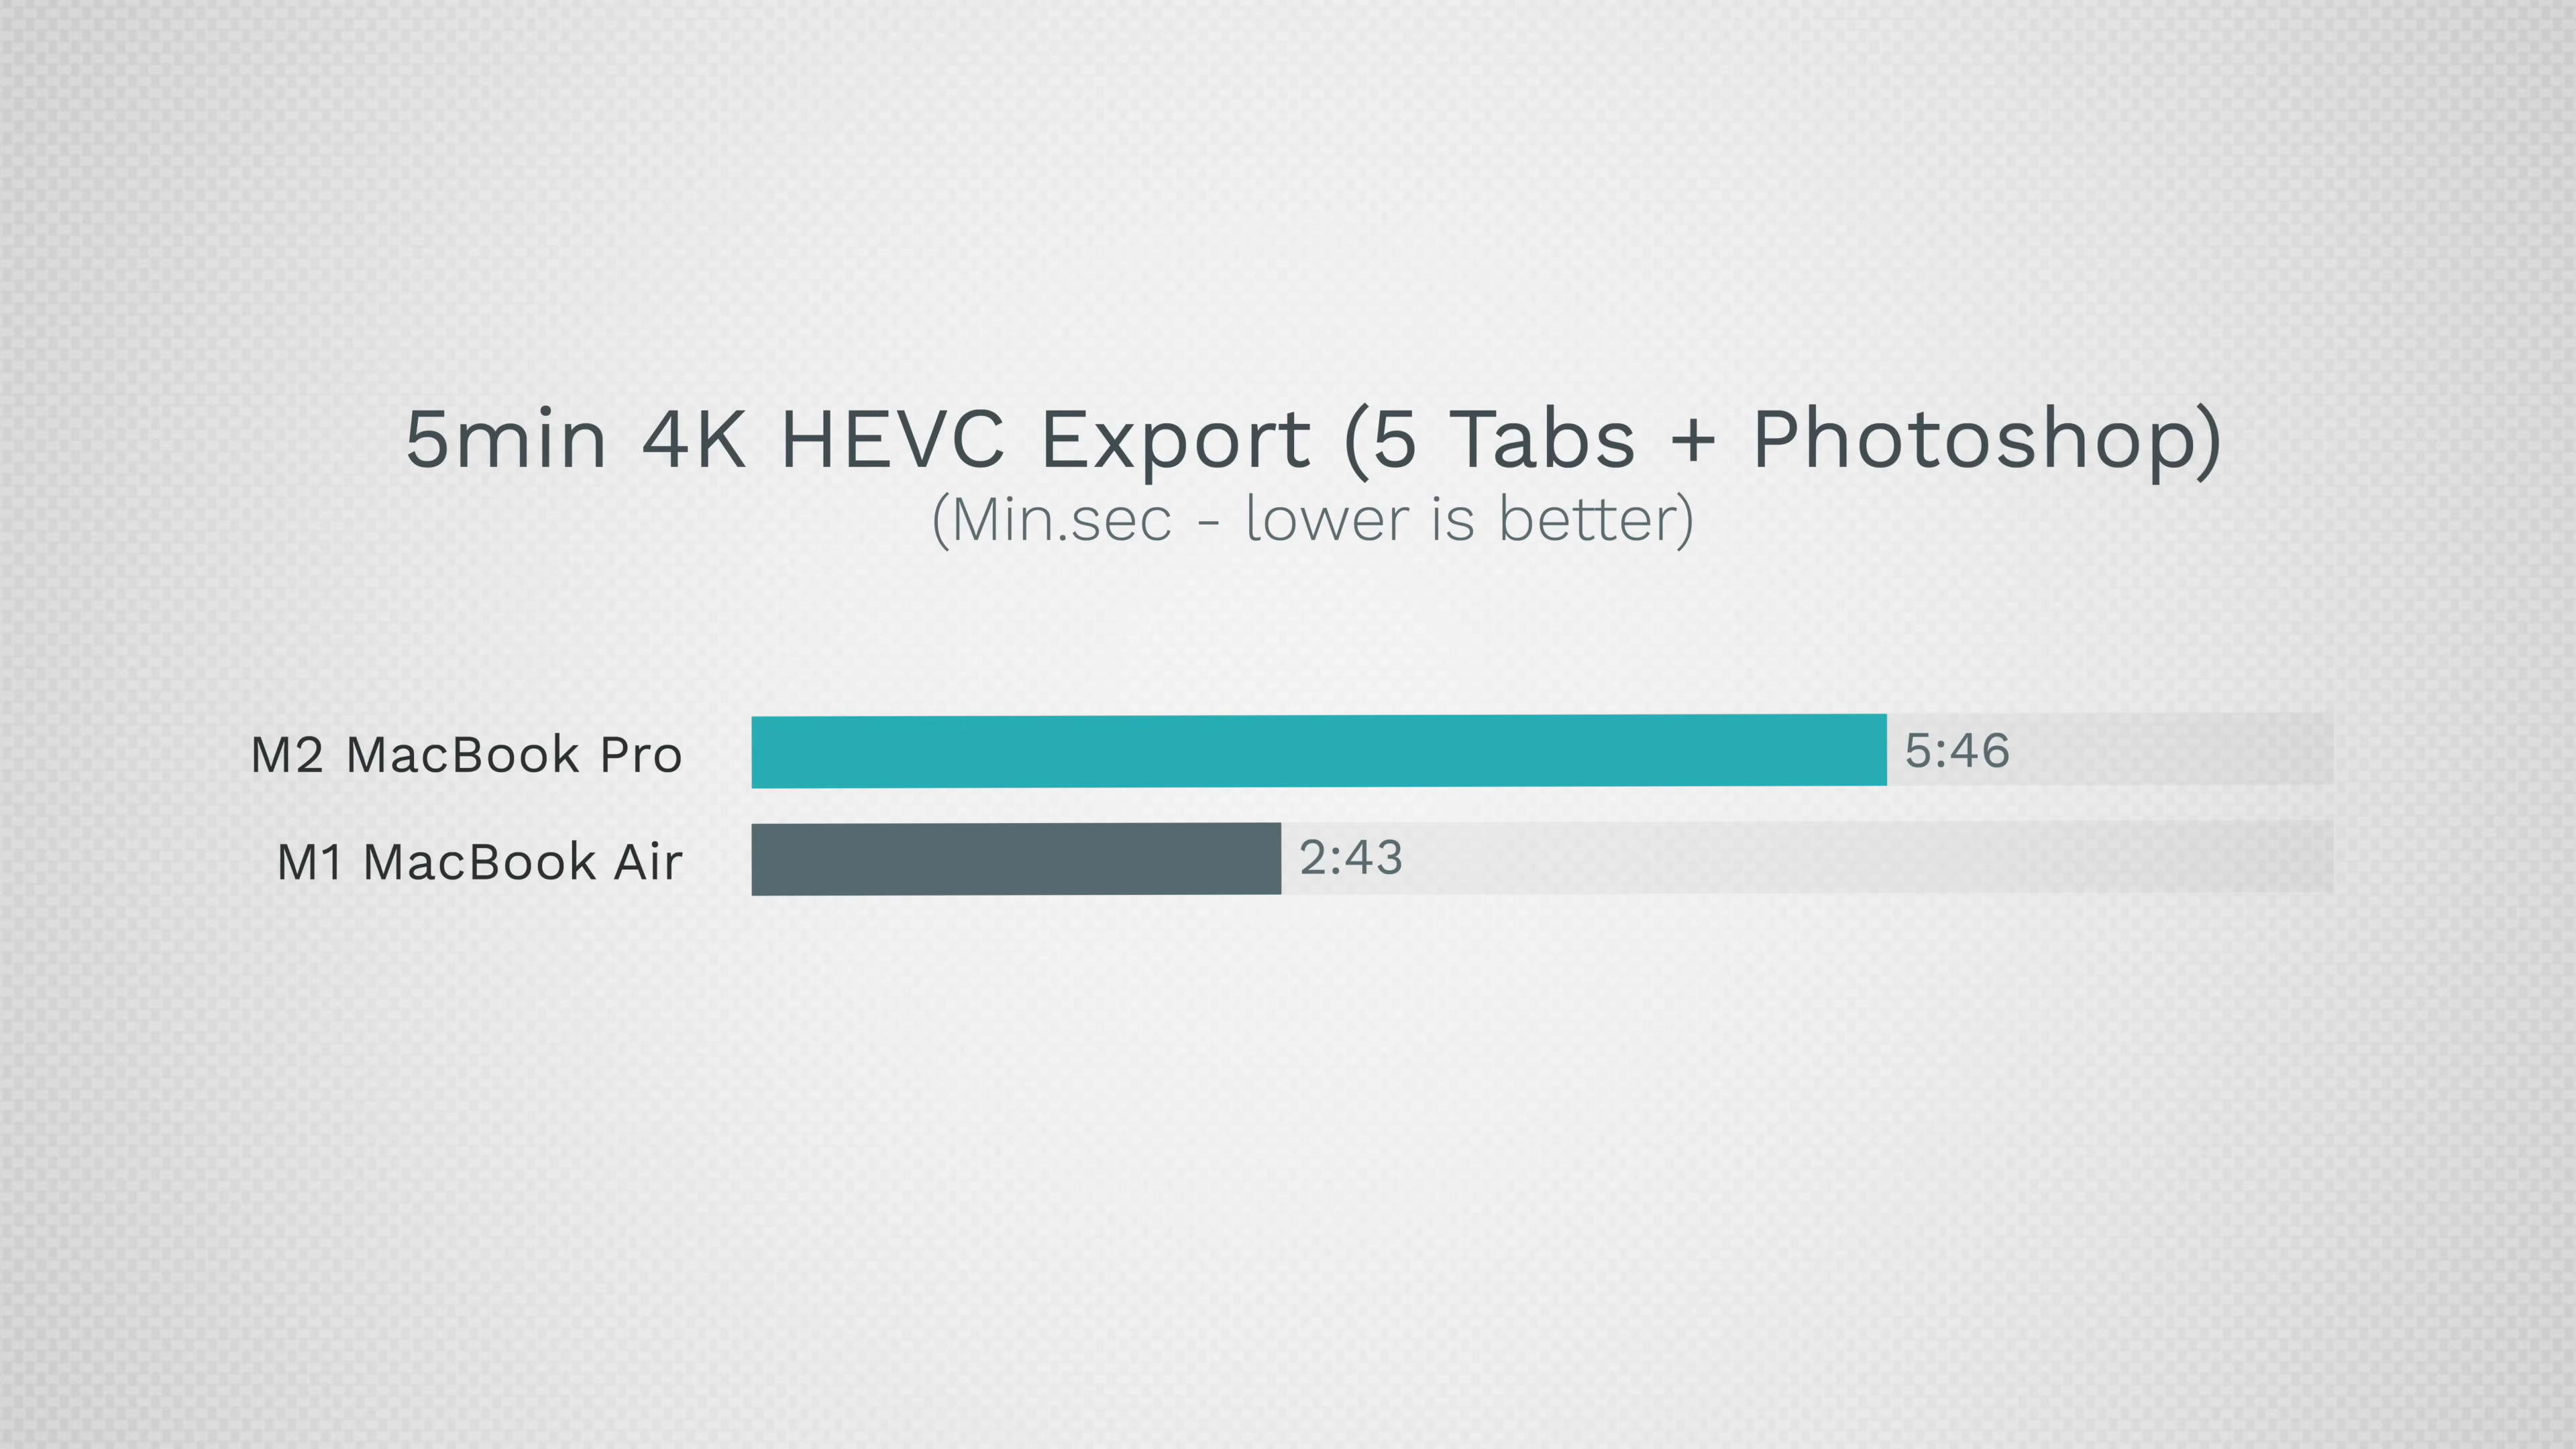 5min 4K HEVC Export (5 Tabs + Photoshop)
(Min.sec - lower is better)
M2 MacBook Pro 5:46
M1 MacBook Air 2:43